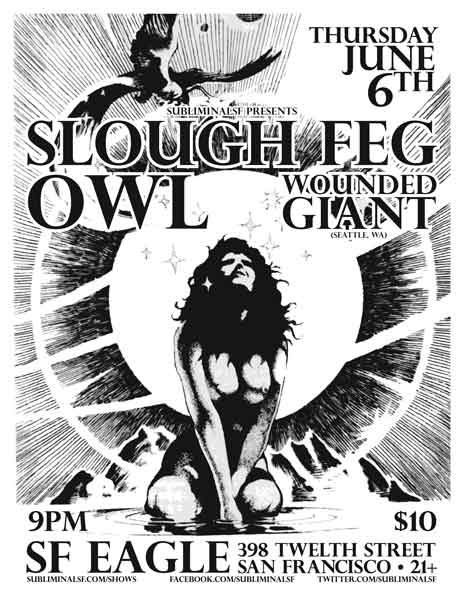 THURSDAY
JUNE
6TH
SUBLIMINALSF PRESENTS
SLOUGH FEG
OWL
WOUNDED
GIANT
(SEATTLE, WA)
9PM
$10
SF EAGLE
398 TWELTH STREET
SAN FRANCISCO • 21+
SUBLIMINALSF.COM/SHOWS
FACEBOOK.COM/SUBLIMINALSF
TWITTER.COM/SUBLIMINALSF